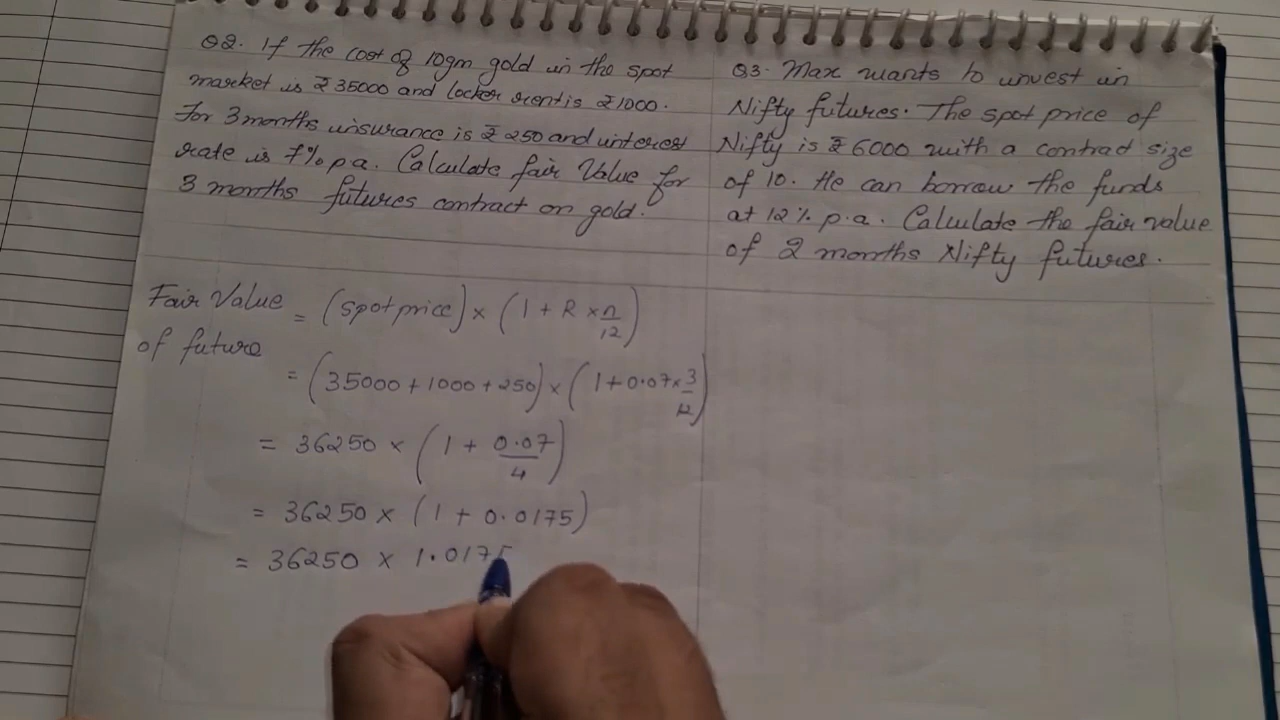 Q2. If the cost of 10gm gold in the spot
market is ₹35000 and locker rent is ₹1000.
For 3 months insurance is ₹250 and interest
rate is 7% p.a. Calculate fair Value for
3 months futures contract on gold.
Q3. Max wants to invest in
Nifty futures. The spot price of
Nifty is ₹6000 with a contract size
of 10. He can borrow the funds
at 12% p.a. Calculate the fair value
of 2 months Nifty futures.
Fair Value of future = (Spot price) × (1 + R × n/12)
= (35000 + 1000 + 250) × (1 + 0.07 × 3/12)
= 36250 × (1 + 0.07/4)
= 36250 × (1 + 0.0175)
= 36250 × 1.0175